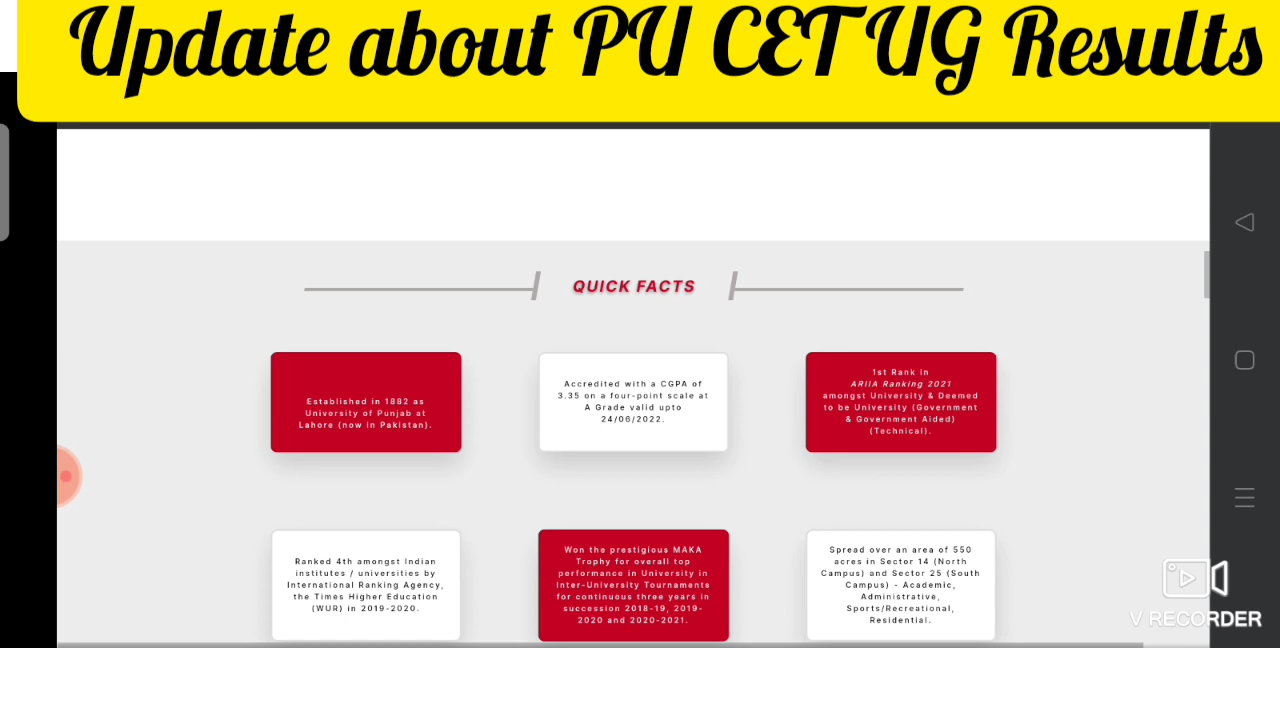 Update about PU CET UG Results
QUICK FACTS
Established in 1882 as
University of Punjab at
Lahore (now in Pakistan).
Accredited with a CGPA of
3.35 on a four-point scale at
A Grade valid upto
24/06/2022.
1st Rank in
ARIIA Ranking 2021
amongst University & Deemed
to be University (Government
& Government Aided)
(Technical).
Ranked 4th amongst Indian
institutes / universities by
International Ranking Agency,
the Times Higher Education
(WUR) in 2019-2020.
Won the prestigious MAKA
Trophy for overall top
performance in University in
Inter-University Tournaments
for continuous three years in
succession 2018-19, 2019-
2020 and 2020-2021.
Spread over an area of 550
acres in Sector 14 (North
Campus) and Sector 25 (South
Campus) - Academic,
Administrative,
Sports/Recreational,
Residential.
V RECORDER